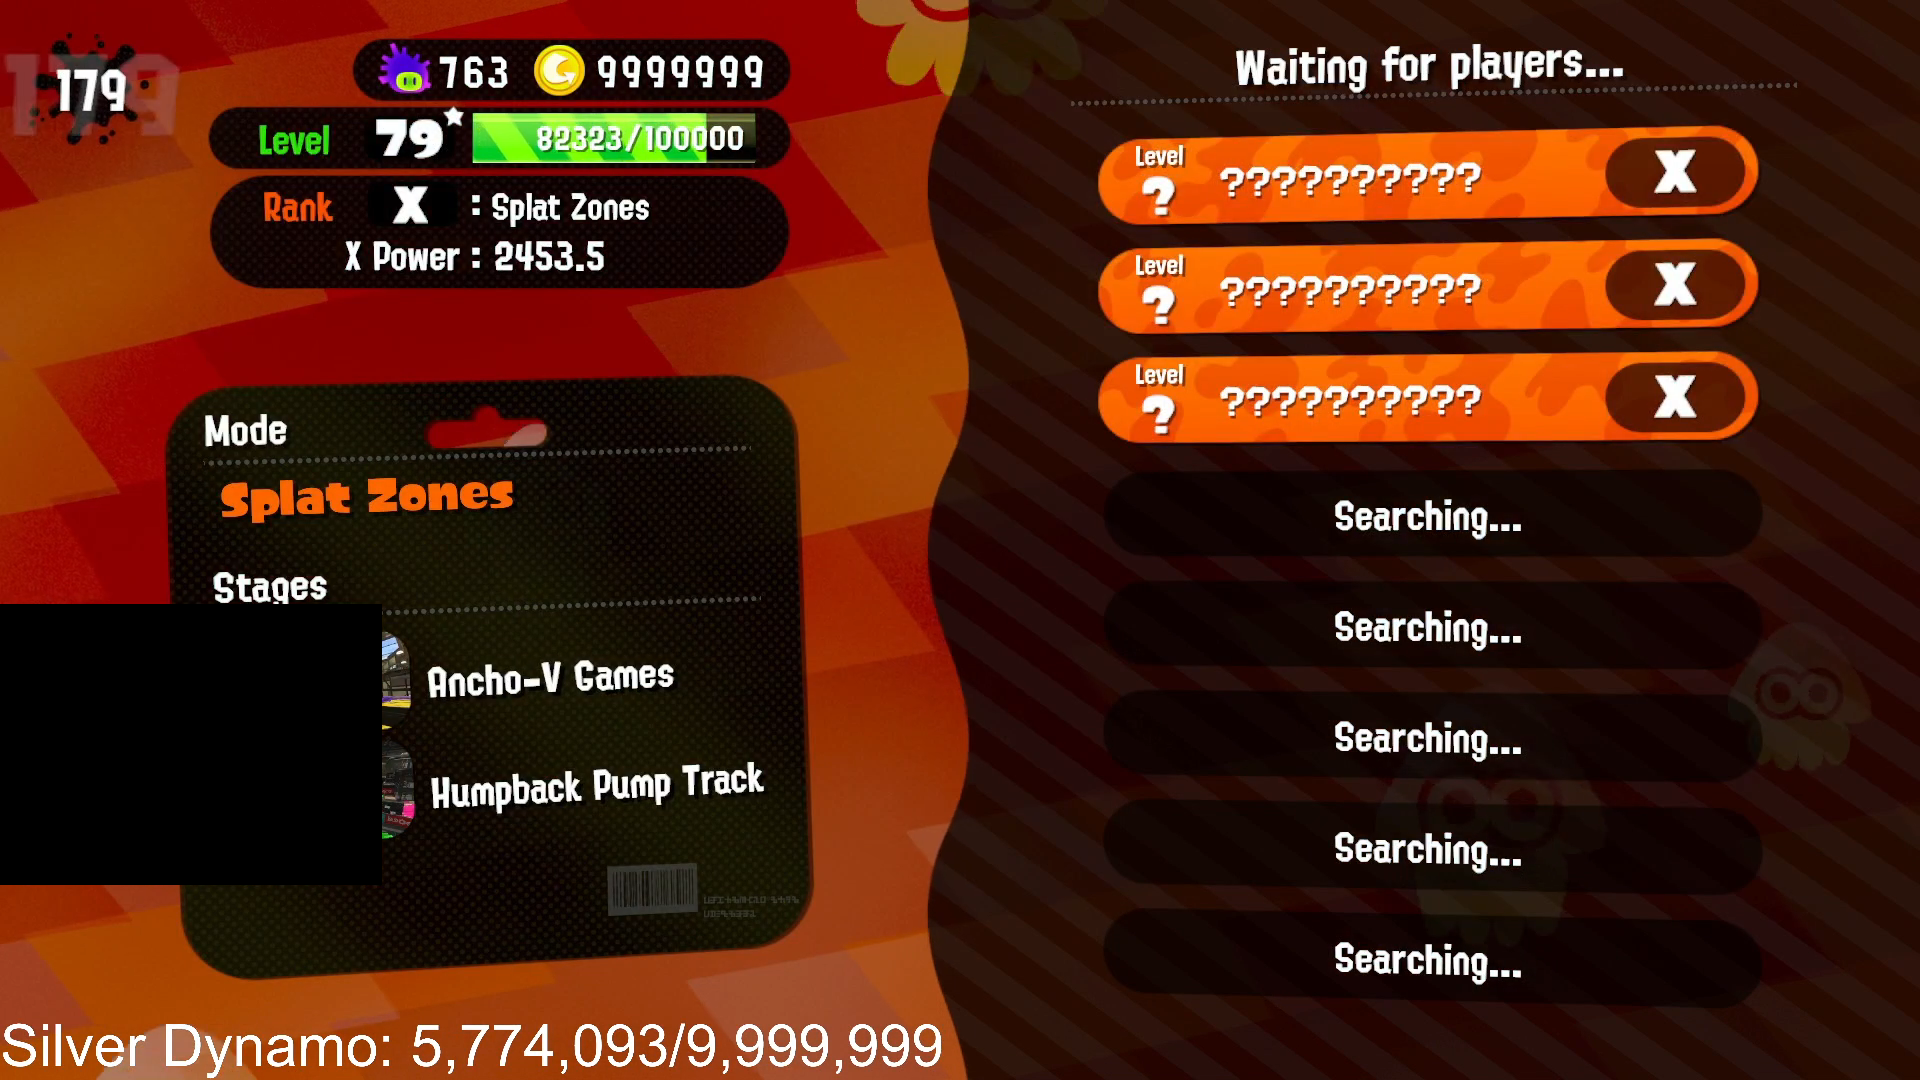 179
763 9999999
Level 79 82323/100000
Rank X : Splat Zones
X Power : 2453.5
Mode
Splat Zones
Stages
Ancho-V Games
Humpback Pump Track
Waiting for players...
Level
? ?????????? X
Level
? ?????????? X
Level
? ?????????? X
Searching...
Searching...
Searching...
Searching...
Searching...
Silver Dynamo: 5,774,093/9,999,999